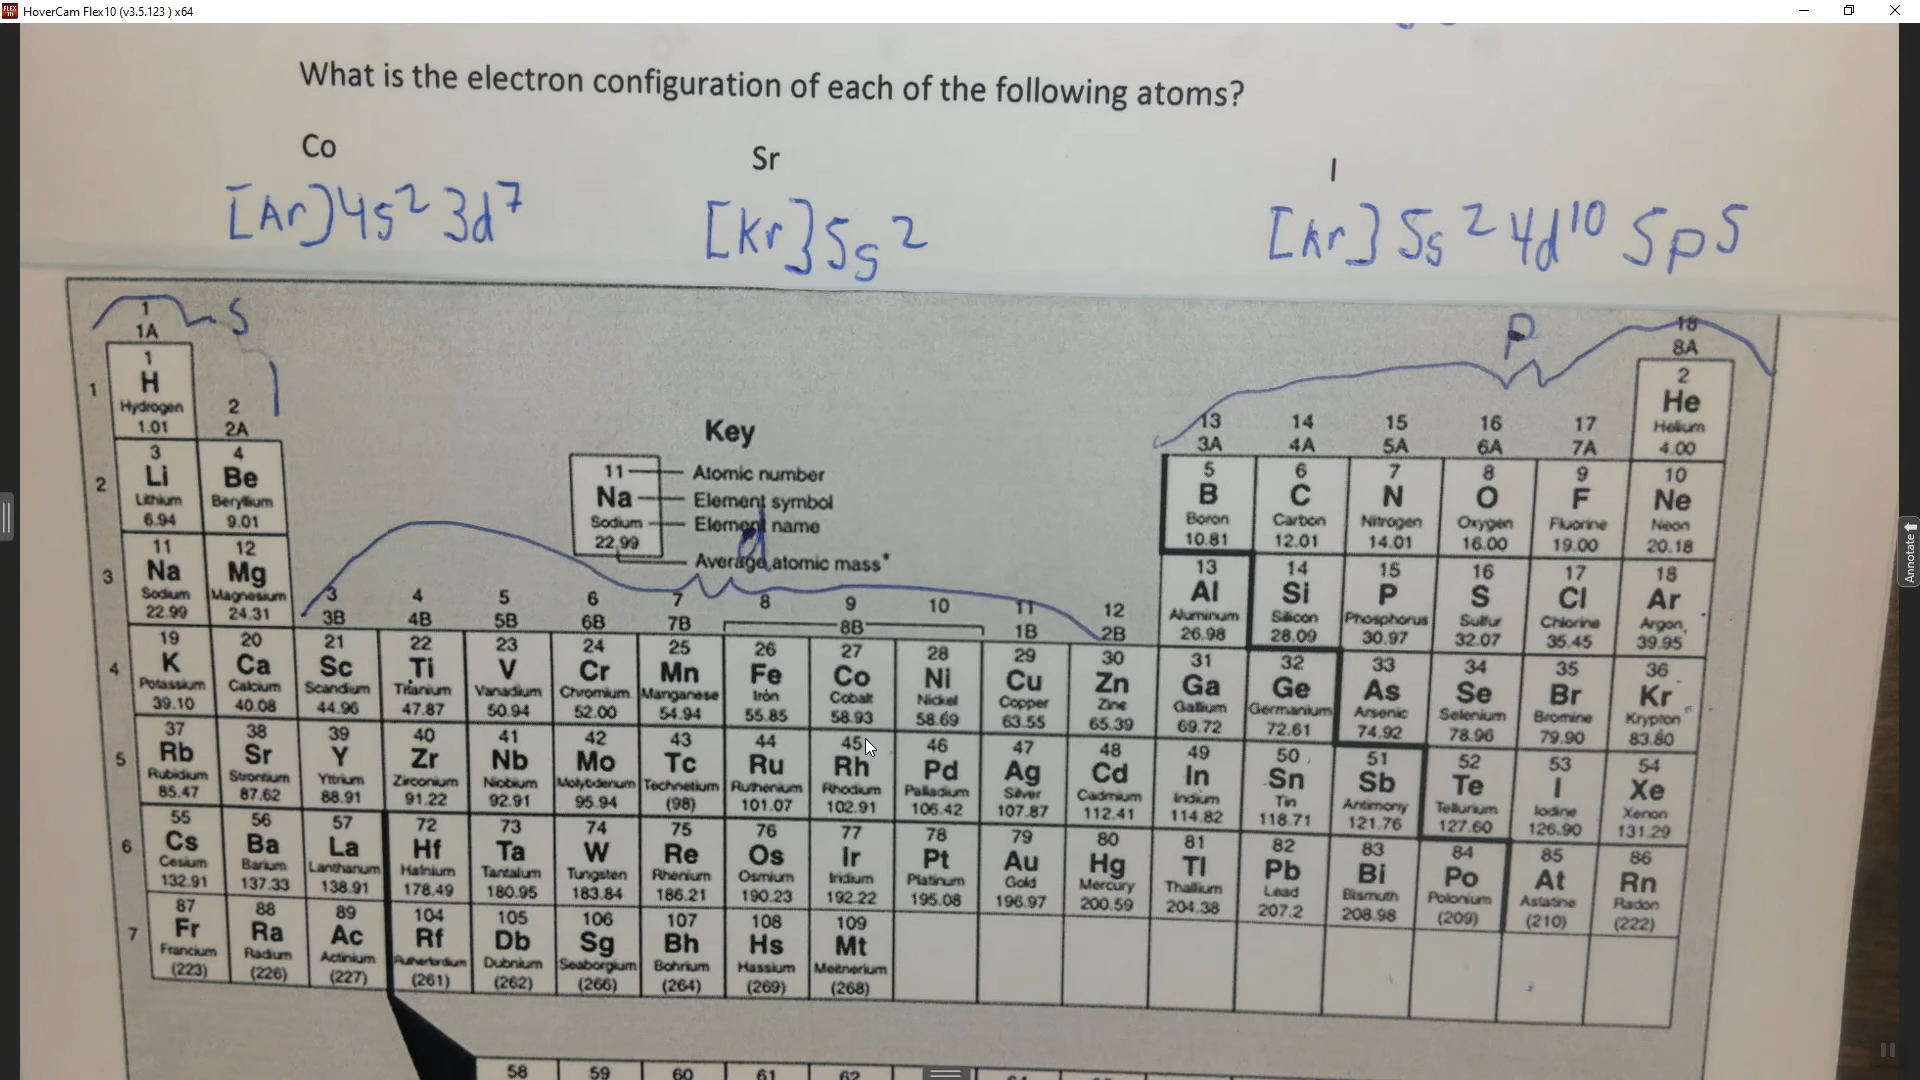 HoverCam Flex10 (v3.5.123 ) x64
What is the electron configuration of each of the following atoms?
Co Sr I
[Ar]4s² 3d⁷ [Kr]5s² [Kr] 5s² 4d¹⁰ 5p⁵
s p
1 18
1A 8A
1 2
1 H He
Hydrogen 2 Key 13 14 15 16 17 Helium
1.01 2A 3A 4A 5A 6A 7A 4.00
3 4 11 Atomic number 5 6 7 8 9 10
2 Li Be Na Element symbol B C N O F Ne
Lithium Beryllium Sodium Element name Boron Carbon Nitrogen Oxygen Fluorine Neon
6.94 9.01 22.99 d 10.81 12.01 14.01 16.00 19.00 20.18
Average atomic mass*
11 12 13 14 15 16 17 18
3 Na Mg Al Si P S Cl Ar
Sodium Magnesium 3 4 5 6 7 8 9 10 11 12 Aluminum Silicon Phosphorus Sulfur Chlorine Argon
22.99 24.31 3B 4B 5B 6B 7B 8B 1B 2B 26.98 28.09 30.97 32.07 35.45 39.95
19 20 21 22 23 24 25 26 27 28 29 30 31 32 33 34 35 36
4 K Ca Sc Ti V Cr Mn Fe Co Ni Cu Zn Ga Ge As Se Br Kr
Potassium Calcium Scandium Titanium Vanadium Chromium Manganese Iron Cobalt Nickel Copper Zinc Gallium Germanium Arsenic Selenium Bromine Krypton
39.10 40.08 44.96 47.87 50.94 52.00 54.94 55.85 58.93 58.69 63.55 65.39 69.72 72.61 74.92 78.96 79.90 83.80
37 38 39 40 41 42 43 44 45 46 47 48 49 50 51 52 53 54
5 Rb Sr Y Zr Nb Mo Tc Ru Rh Pd Ag Cd In Sn Sb Te I Xe
Rubidium Strontium Yttrium Zirconium Niobium Molybdenum Technetium Ruthenium Rhodium Palladium Silver Cadmium Indium Tin Antimony Tellurium Iodine Xenon
85.47 87.62 88.91 91.22 92.91 95.94 (98) 101.07 102.91 106.42 107.87 112.41 114.82 118.71 121.76 127.60 126.90 131.29
55 56 57 72 73 74 75 76 77 78 79 80 81 82 83 84 85 86
6 Cs Ba La Hf Ta W Re Os Ir Pt Au Hg Tl Pb Bi Po At Rn
Cesium Barium Lanthanum Hafnium Tantalum Tungsten Rhenium Osmium Iridium Platinum Gold Mercury Thallium Lead Bismuth Polonium Astatine Radon
132.91 137.33 138.91 178.49 180.95 183.84 186.21 190.23 192.22 195.08 196.97 200.59 204.38 207.2 208.98 (209) (210) (222)
87 88 89 104 105 106 107 108 109
7 Fr Ra Ac Rf Db Sg Bh Hs Mt
Francium Radium Actinium Rutherfordium Dubnium Seaborgium Bohrium Hassium Meitnerium
(223) (226) (227) (261) (262) (266) (264) (269) (268)
58 59 60 61 62
Annotate